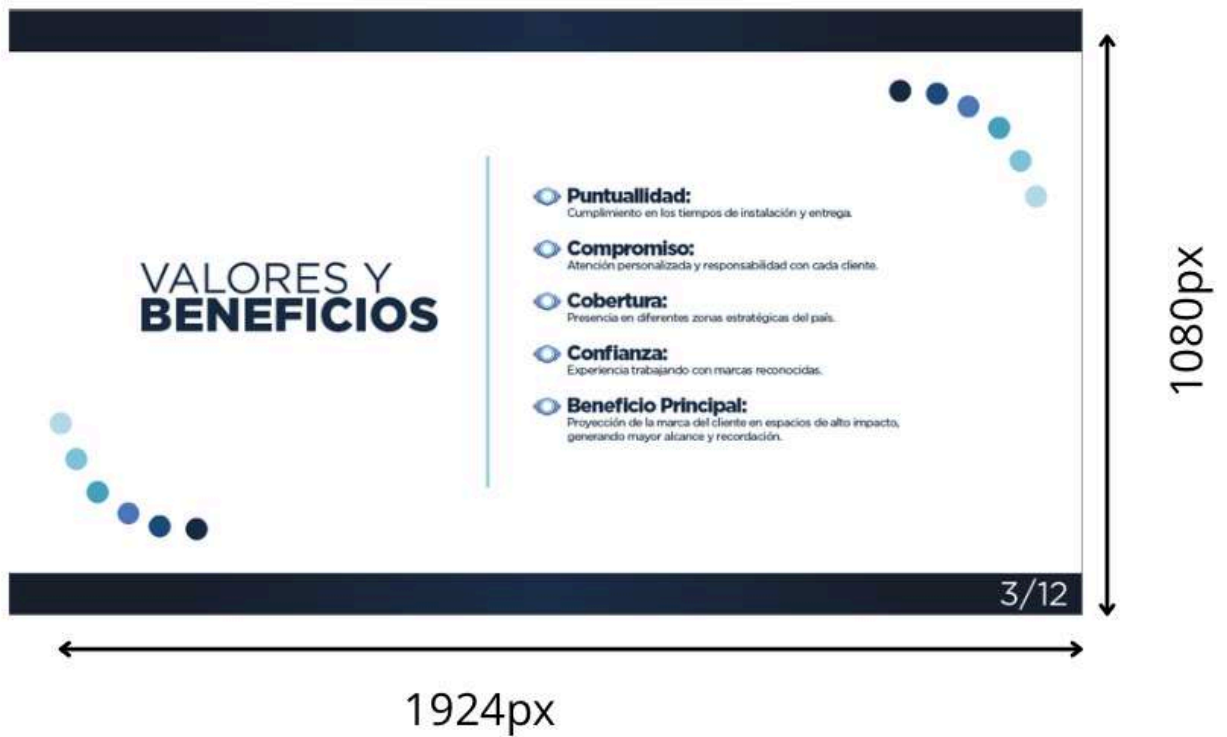 VALORES Y
BENEFICIOS
Puntuallidad:
Cumplimiento en los tiempos de instalación y entrega.
Compromiso:
Atención personalizada y responsabilidad con cada cliente.
Cobertura:
Presencia en diferentes zonas estratégicas del país.
Confianza:
Experiencia trabajando con marcas reconocidas.
Beneficio Principal:
Proyección de la marca del cliente en espacios de alto impacto,
generando mayor alcance y recordación.
3/12
1080px
1924px